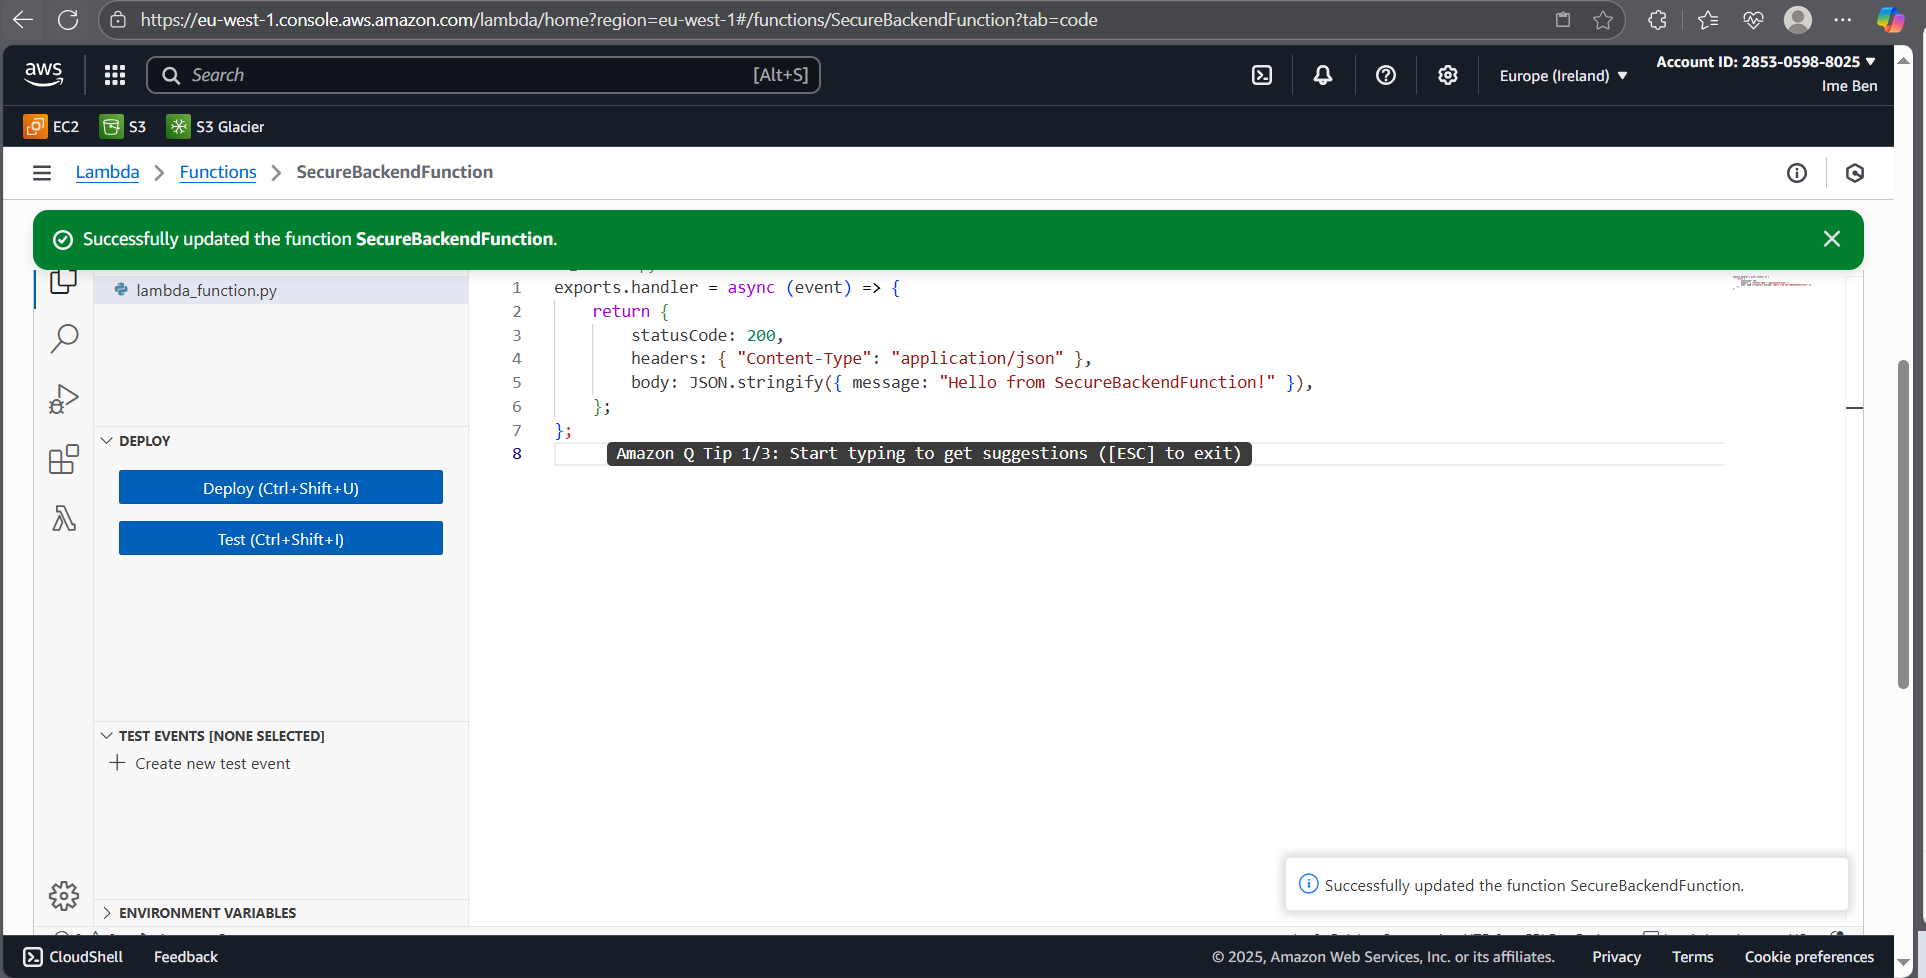 https://eu-west-1.console.aws.amazon.com/lambda/home?region=eu-west-1#/functions/SecureBackendFunction?tab=code
aws
Search [Alt+S]
Europe (Ireland)
Account ID: 2853-0598-8025
Ime Ben
EC2 S3 S3 Glacier
Lambda Functions SecureBackendFunction
Successfully updated the function SecureBackendFunction.
lambda_function.py
1 exports.handler = async (event) => {
2 return {
3 statusCode: 200,
4 headers: { "Content-Type": "application/json" },
5 body: JSON.stringify({ message: "Hello from SecureBackendFunction!" }),
6 };
7 };
8 Amazon Q Tip 1/3: Start typing to get suggestions ([ESC] to exit)
DEPLOY
Deploy (Ctrl+Shift+U)
Test (Ctrl+Shift+I)
TEST EVENTS [NONE SELECTED]
Create new test event
ENVIRONMENT VARIABLES
Successfully updated the function SecureBackendFunction.
CloudShell Feedback © 2025, Amazon Web Services, Inc. or its affiliates. Privacy Terms Cookie preferences